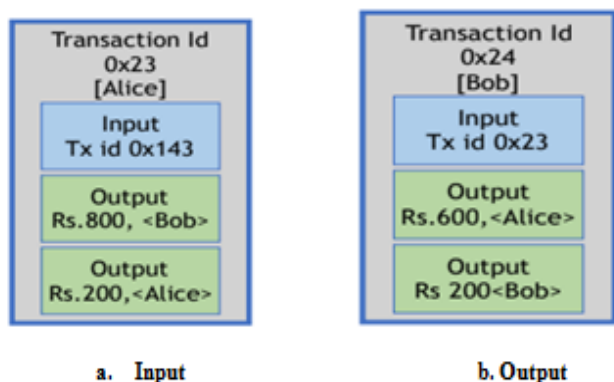 Transaction Id
0x23
[Alice]
Input
Tx id 0x143
Output
Rs.800, <Bob>
Output
Rs.200,<Alice>
a. Input
Transaction Id
0x24
[Bob]
Input
Tx id 0x23
Output
Rs.600,<Alice>
Output
Rs 200<Bob>
b. Output